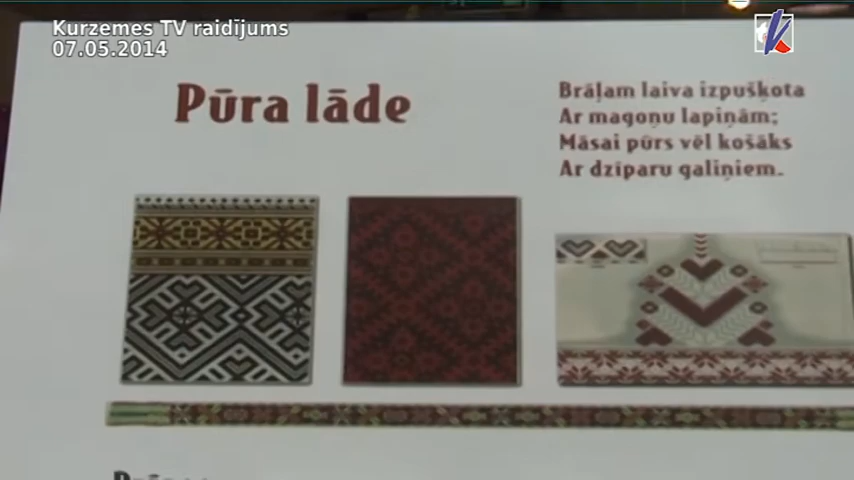 Kurzemes TV raidījums
07.05.2014
Pūra lāde
Brāļam laiva izpušķota
Ar magoņu lapiņām;
Māsai pūrs vēl košāks
Ar dzīparu galiņiem.